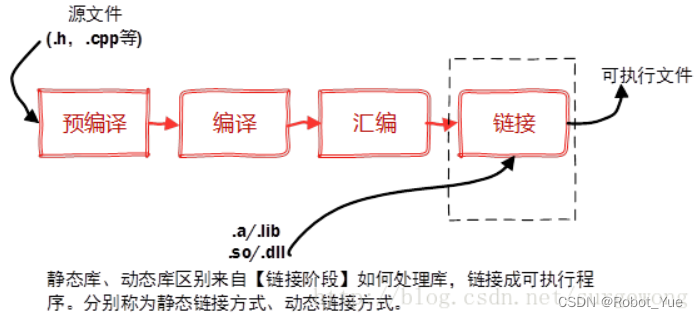 源文件
(.h，.cpp等)
可执行文件
预编译
编译
汇编
链接
.a/.lib
.so/.dll
静态库、动态库区别来自【链接阶段】如何处理库，链接成可执行程
序。分别称为静态链接方式、动态链接方式。
http://blog.csdn.net/
CSDN @Robot_Yue